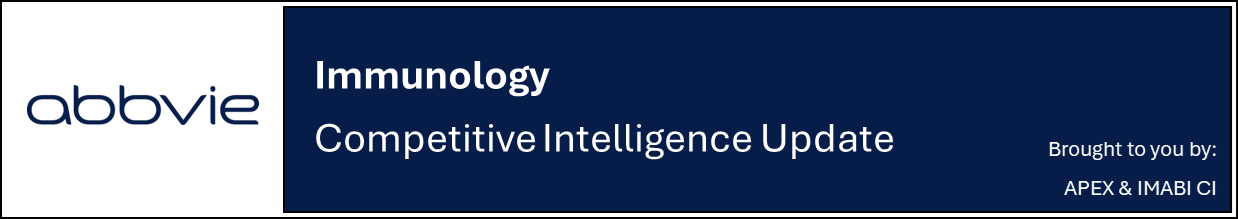 abbvie
Immunology
Competitive Intelligence Update
Brought to you by:
APEX & IMABI CI